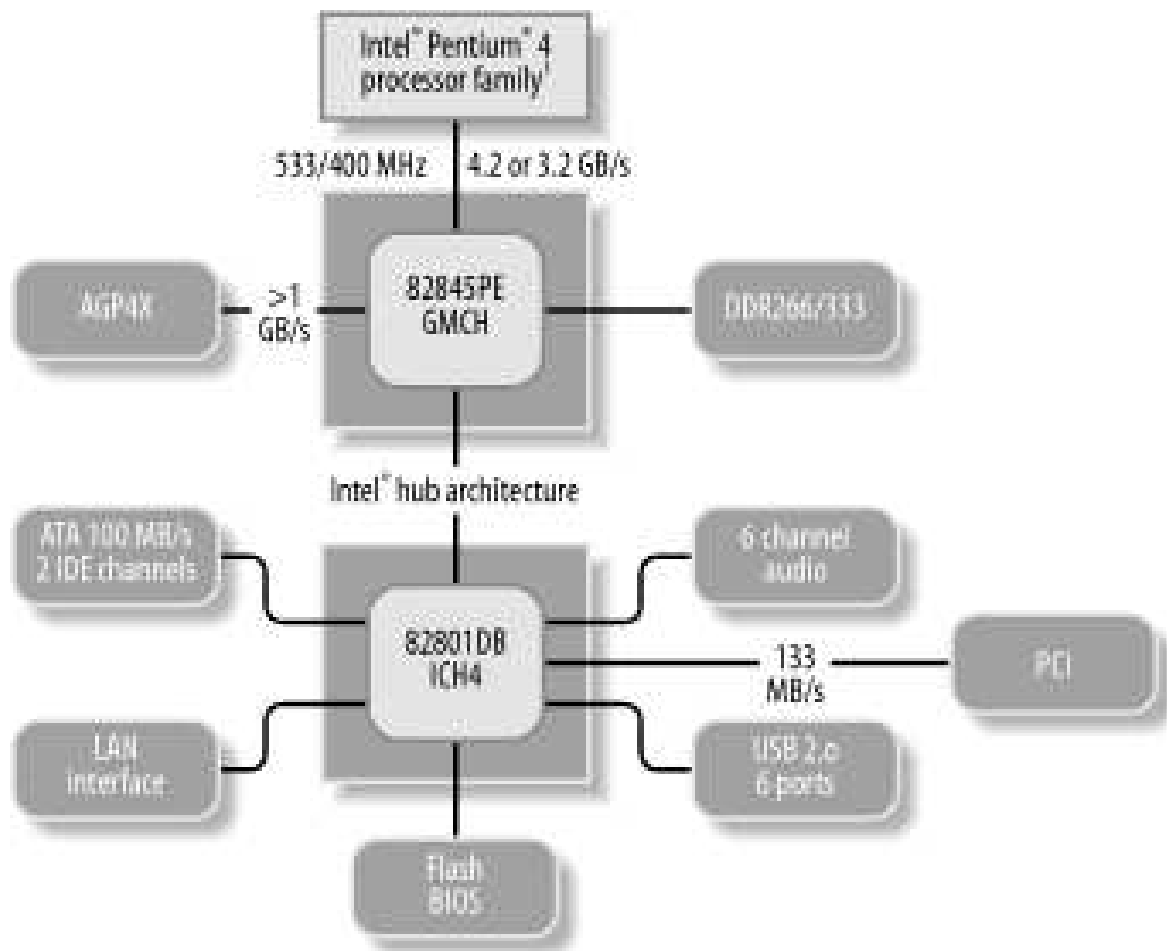 Intel® Pentium® 4
processor family¹
533/400 MHz
4.2 or 3.2 GB/s
AGP4X
>1
GB/s
82845PE
GMCH
DDR266/333
Intel® hub architecture
ATA 100 MB/s
2 IDE channels
6 channel
audio
82801DB
ICH4
133
MB/s
PCI
LAN
interface
USB 2.0
6 ports
Flash
BIOS